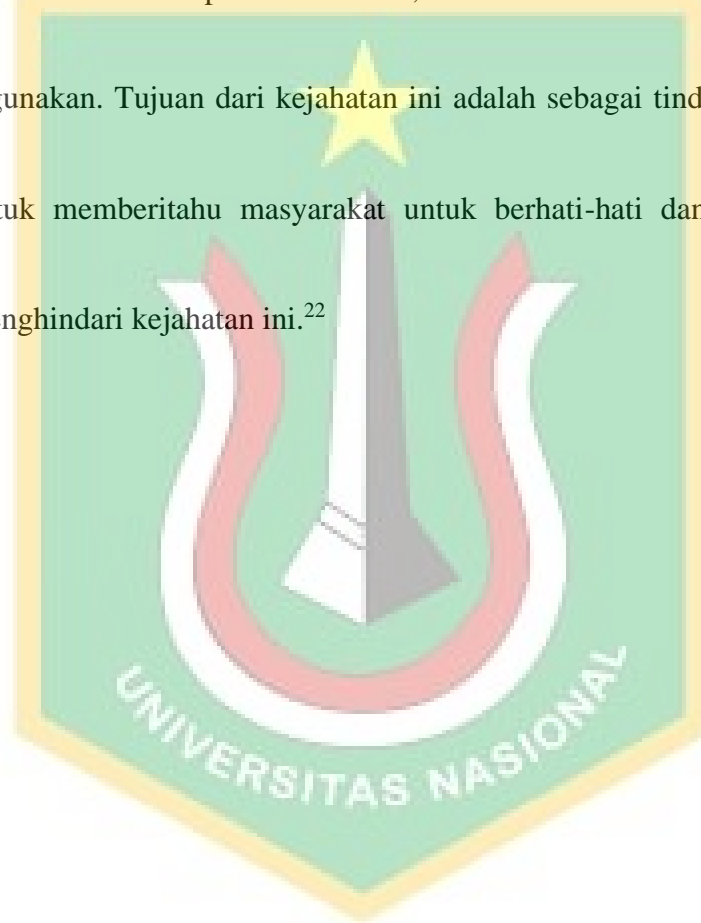 gunakan. Tujuan dari kejahatan ini adalah sebagai tind
tuk memberitahu masyarakat untuk berhati-hati dan
enghindari kejahatan ini.22
UNIVERSITAS NASIONAL